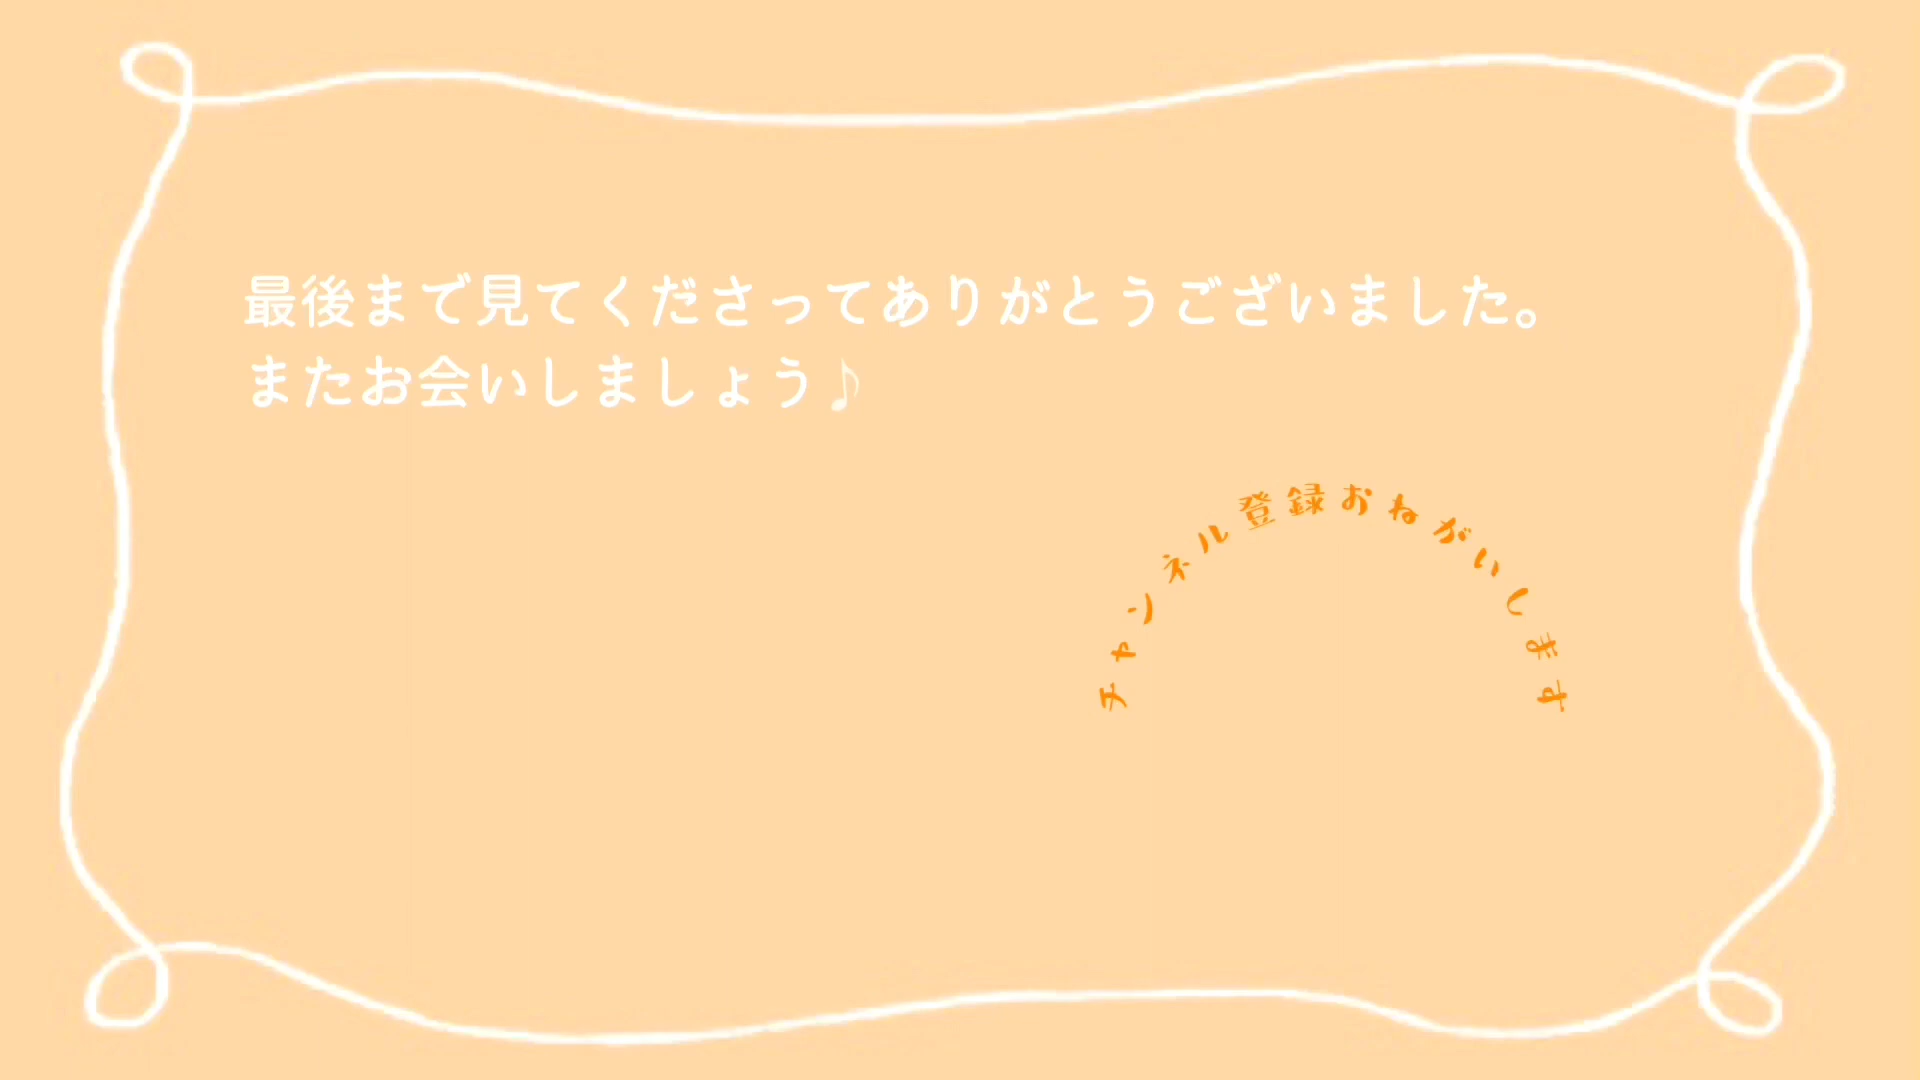 最後まで見てくださってありがとうございました。
またお会いしましょう♪
チャンネル登録おねがいします